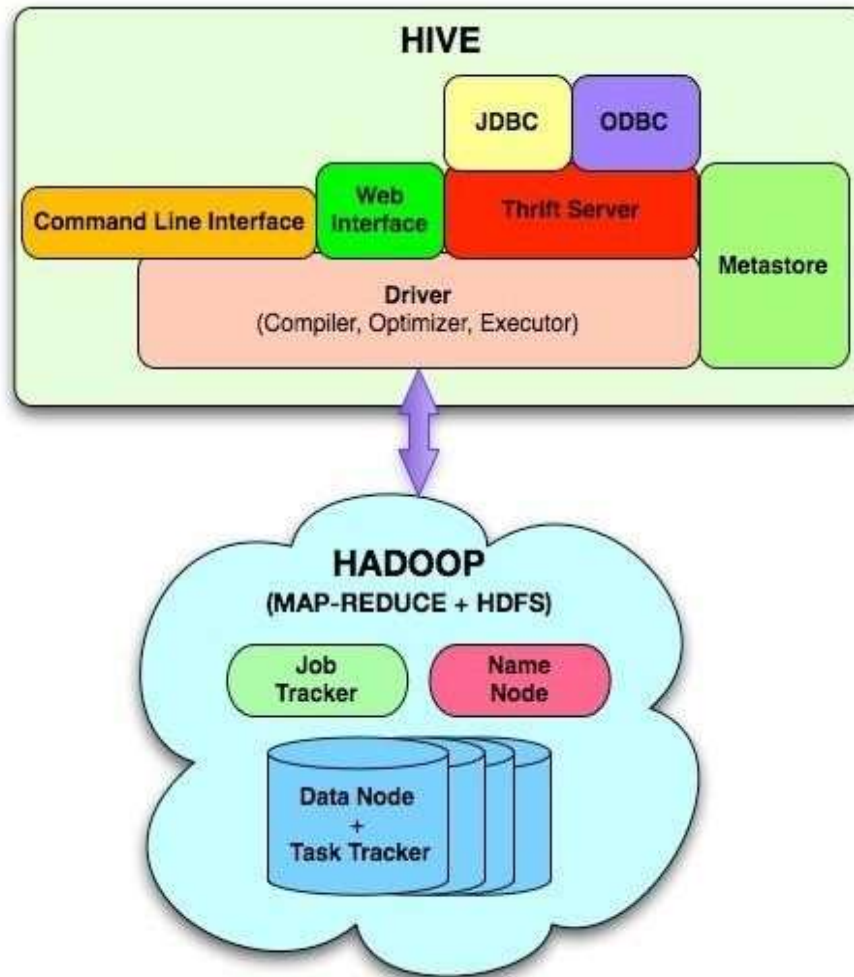 HIVE
JDBC
ODBC
Command Line Interface
Web
Interface
Thrift Server
Metastore
Driver
(Compiler, Optimizer, Executor)
HADOOP
(MAP-REDUCE + HDFS)
Job
Tracker
Name
Node
Data Node
+
Task Tracker